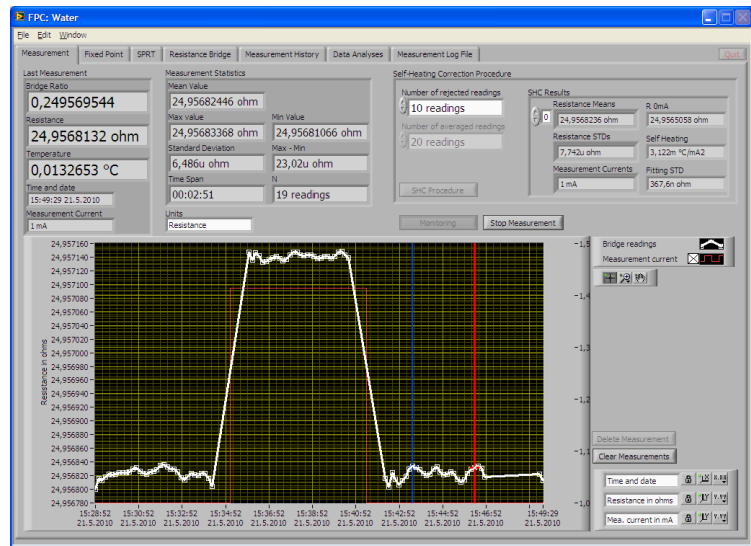 FPC: Water
File Edit Window
Measurement Fixed Point SPRT Resistance Bridge Measurement History Data Analyses Measurement Log File Quit
Last Measurement
Bridge Ratio
0,249569544
Resistance
24,9568132 ohm
Temperature
0,0132653 °C
Time and date
15:49:29 21.5.2010
Measurement Current
1 mA
Measurement Statistics
Mean Value
24,95682446 ohm
Max value Min Value
24,95683368 ohm 24,95681066 ohm
Standard Deviation Max - Min
6,486u ohm 23,02u ohm
Time Span N
00:02:51 19 readings
Units
Resistance
Self-Heating Correction Procedure
Number of rejected readings
10 readings
Number of averaged readings
20 readings
SHC Procedure
SHC Results
0
Resistance Means R 0mA
24,9568236 ohm 24,9565058 ohm
Resistance STDs Self Heating
7,742u ohm 3,122m °C/mA2
Measurement Currents Fitting STD
1 mA 367,6n ohm
Monitoring Stop Measurement
Resistance in ohms
24,957160
24,957140
24,957120
24,957100
24,957080
24,957060
24,957040
24,957020
24,957000
24,956980
24,956960
24,956940
24,956920
24,956900
24,956880
24,956860
24,956840
24,956820
24,956800
24,956780
-1,5
-1,4
-1,3
-1,2
-1,1
-1,0
15:28:52 15:30:52 15:32:52 15:34:52 15:36:52 15:38:52 15:40:52 15:42:52 15:44:52 15:46:52 15:49:29
21.5.2010 21.5.2010 21.5.2010 21.5.2010 21.5.2010 21.5.2010 21.5.2010 21.5.2010 21.5.2010 21.5.2010 21.5.2010
Bridge readings
Measurement current
Delete Measurement
Clear Measurements
Time and date
Resistance in ohms
Mea. current in mA